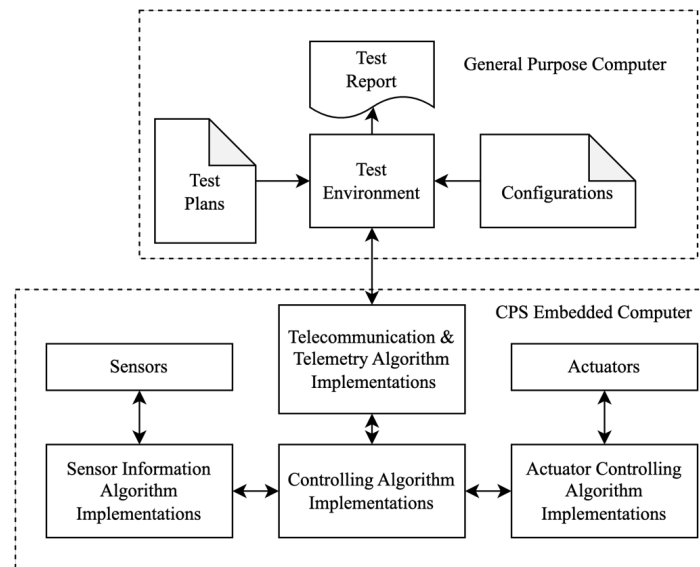 Test
Report
General Purpose Computer
Test
Plans
Test
Environment
Configurations
CPS Embedded Computer
Telecommunication &
Telemetry Algorithm
Implementations
Sensors
Actuators
Sensor Information
Algorithm
Implementations
Controlling Algorithm
Implementations
Actuator Controlling
Algorithm
Implementations